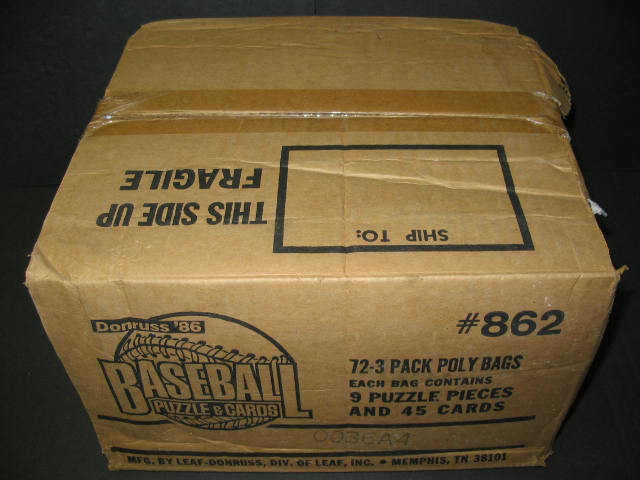 THIS SIDE UP
FRAGILE
SHIP TO:
Donruss '86
BASEBALL
PUZZLE & CARDS
#862
72-3 PACK POLY BAGS
EACH BAG CONTAINS
9 PUZZLE PIECES
AND 45 CARDS
0036A4
MFG. BY LEAF-DONRUSS, DIV. OF LEAF, INC. • MEMPHIS, TN 38101